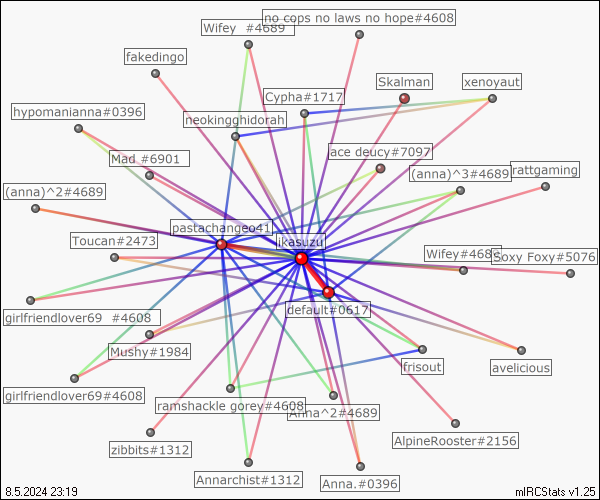 no cops no laws no hope#4608
Wifey  #4689
fakedingo
Skalman
xenoyaut
Cypha#1717
hypomanianna#0396
neokingghidorah
Mad #6901
ace deucy#7097
(anna)^3#4689
rattgaming
(anna)^2#4689
pastachangeo41
ikasuzu
Toucan#2473
Wifey#468
Soxy Foxy#5076
girlfriendlover69  #4608
default#0617
Mushy#1984
frisout
avelicious
girlfriendlover69#4608
ramshackle gorey#4608
Anna^2#4689
zibbits#1312
AlpineRooster#2156
Annarchist#1312
Anna.#0396
8.5.2024 23:19
mIRCStats v1.25